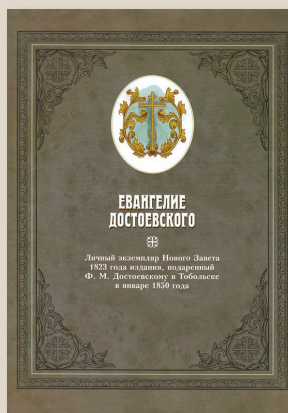 ЕВАНГЕЛИЕ
ДОСТОЕВСКОГО
Личный экземпляр Нового Завета
1823 года издания, подаренный
Ф. М. Достоевскому в Тобольске
в январе 1850 года